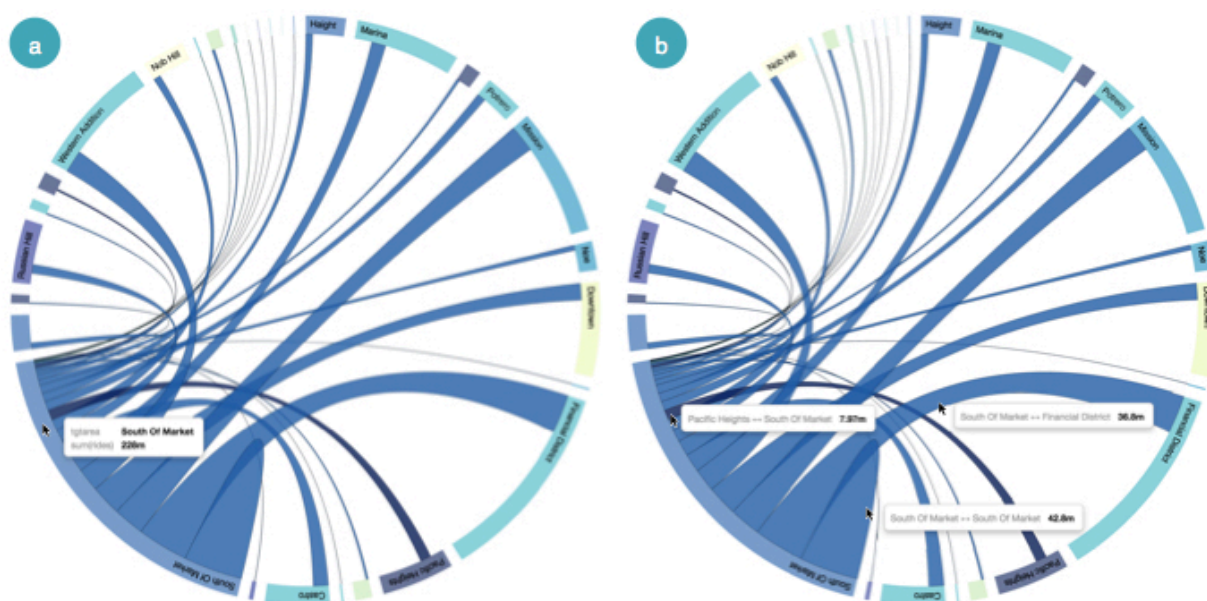 a
Haight
Marina
Nob Hill
Potrero
Western Addition
Mission
Russian Hill
Noe
Downtown
tgtarea South Of Market
sum(rides) 228m
Financial District
South Of Market
Pacific Heights
Castro
b
Haight
Marina
Nob Hill
Potrero
Western Addition
Mission
Russian Hill
Noe
Downtown
Pacific Heights ↔ South Of Market 7.97m
South Of Market ↔ Financial District 36.8m
Financial District
South Of Market ↔ South Of Market 42.8m
South Of Market
Pacific Heights
Castro